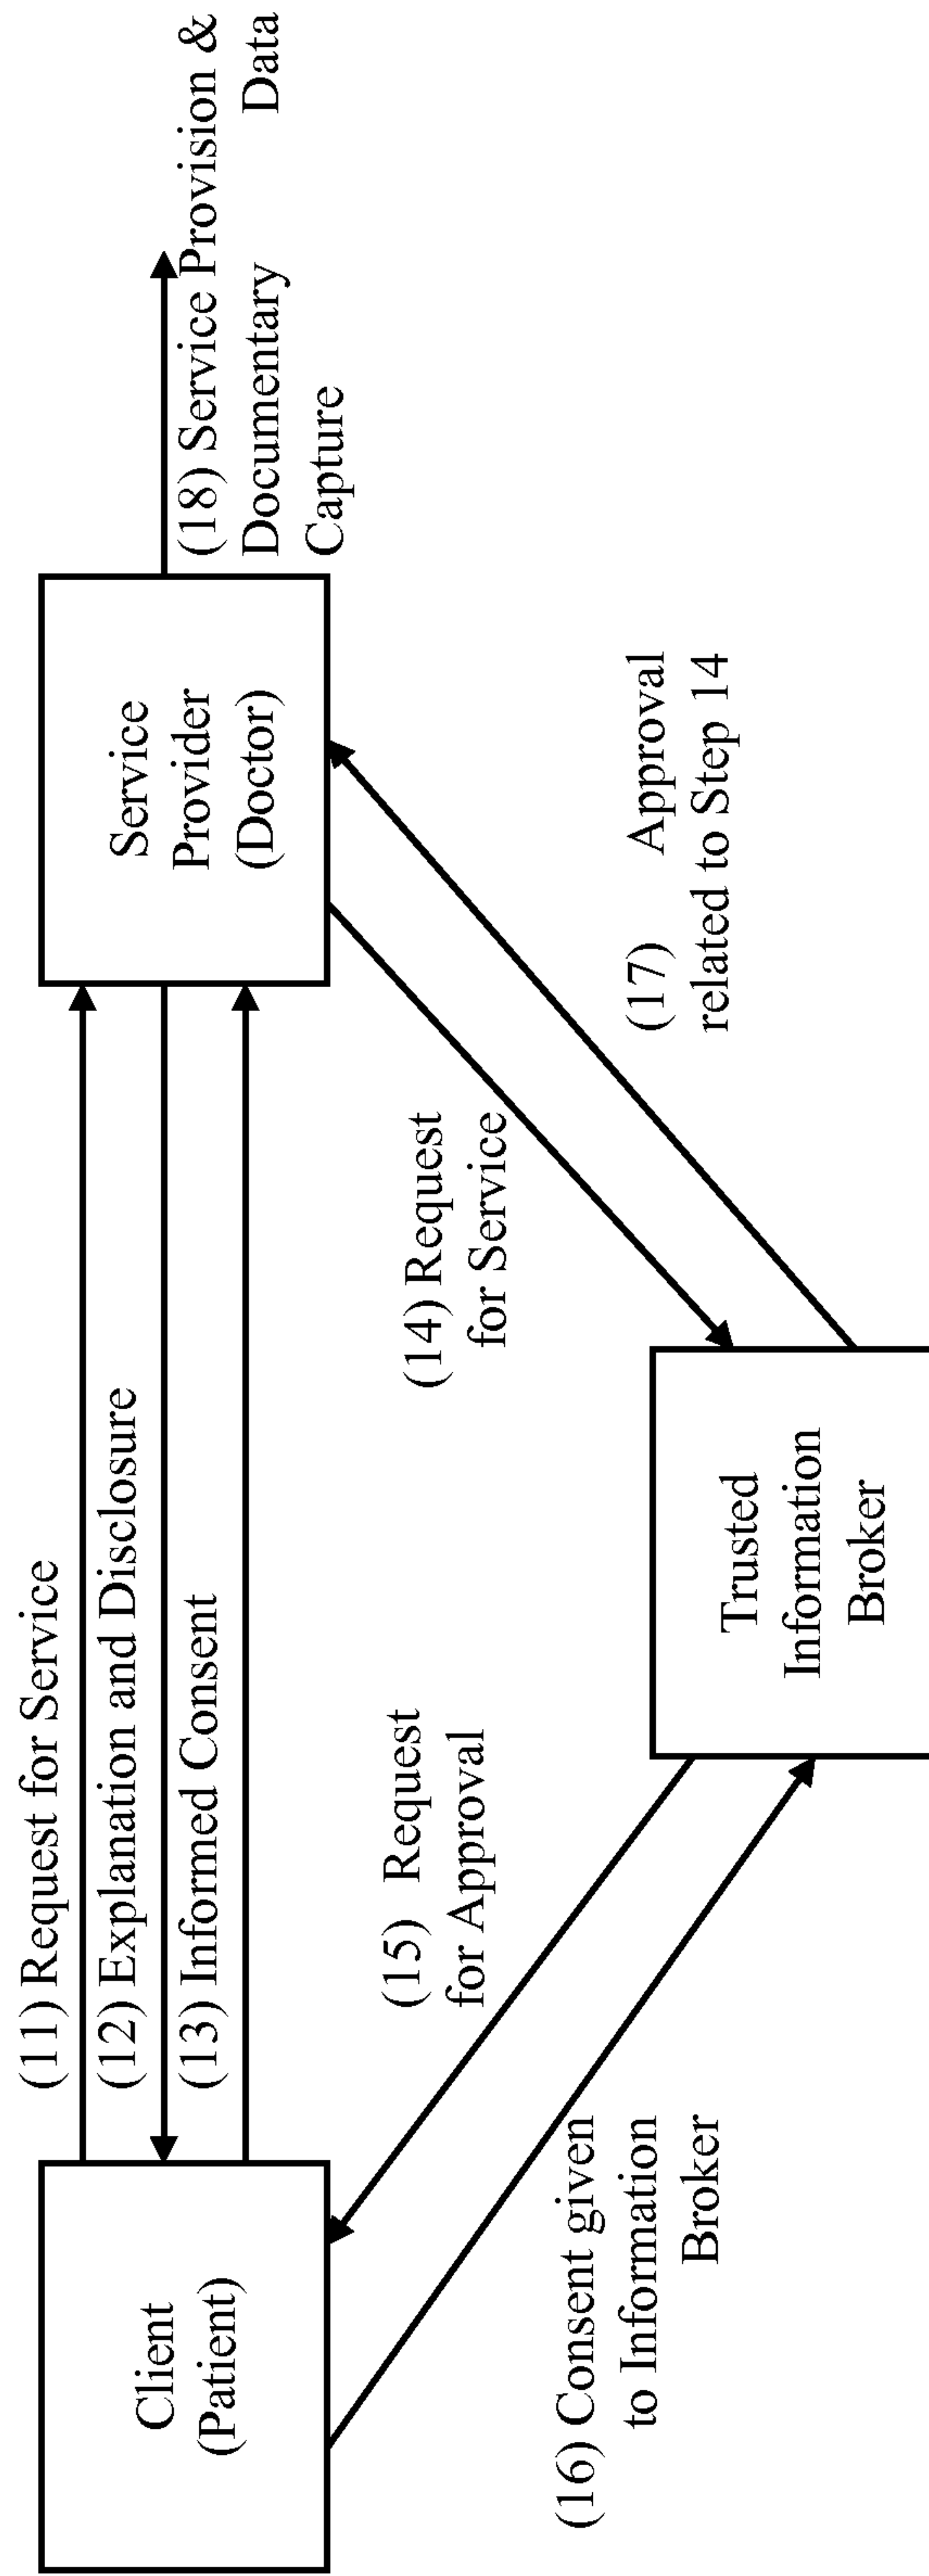 (11) Request for Service
(12) Explanation and Disclosure
(13) Informed Consent
Client
(Patient)
Service
Provider
(Doctor)
(18) Service Provision &
Documentary Data
Capture
(14) Request
for Service
(15) Request
for Approval
(16) Consent given
to Information
Broker
(17) Approval
related to Step 14
Trusted
Information
Broker